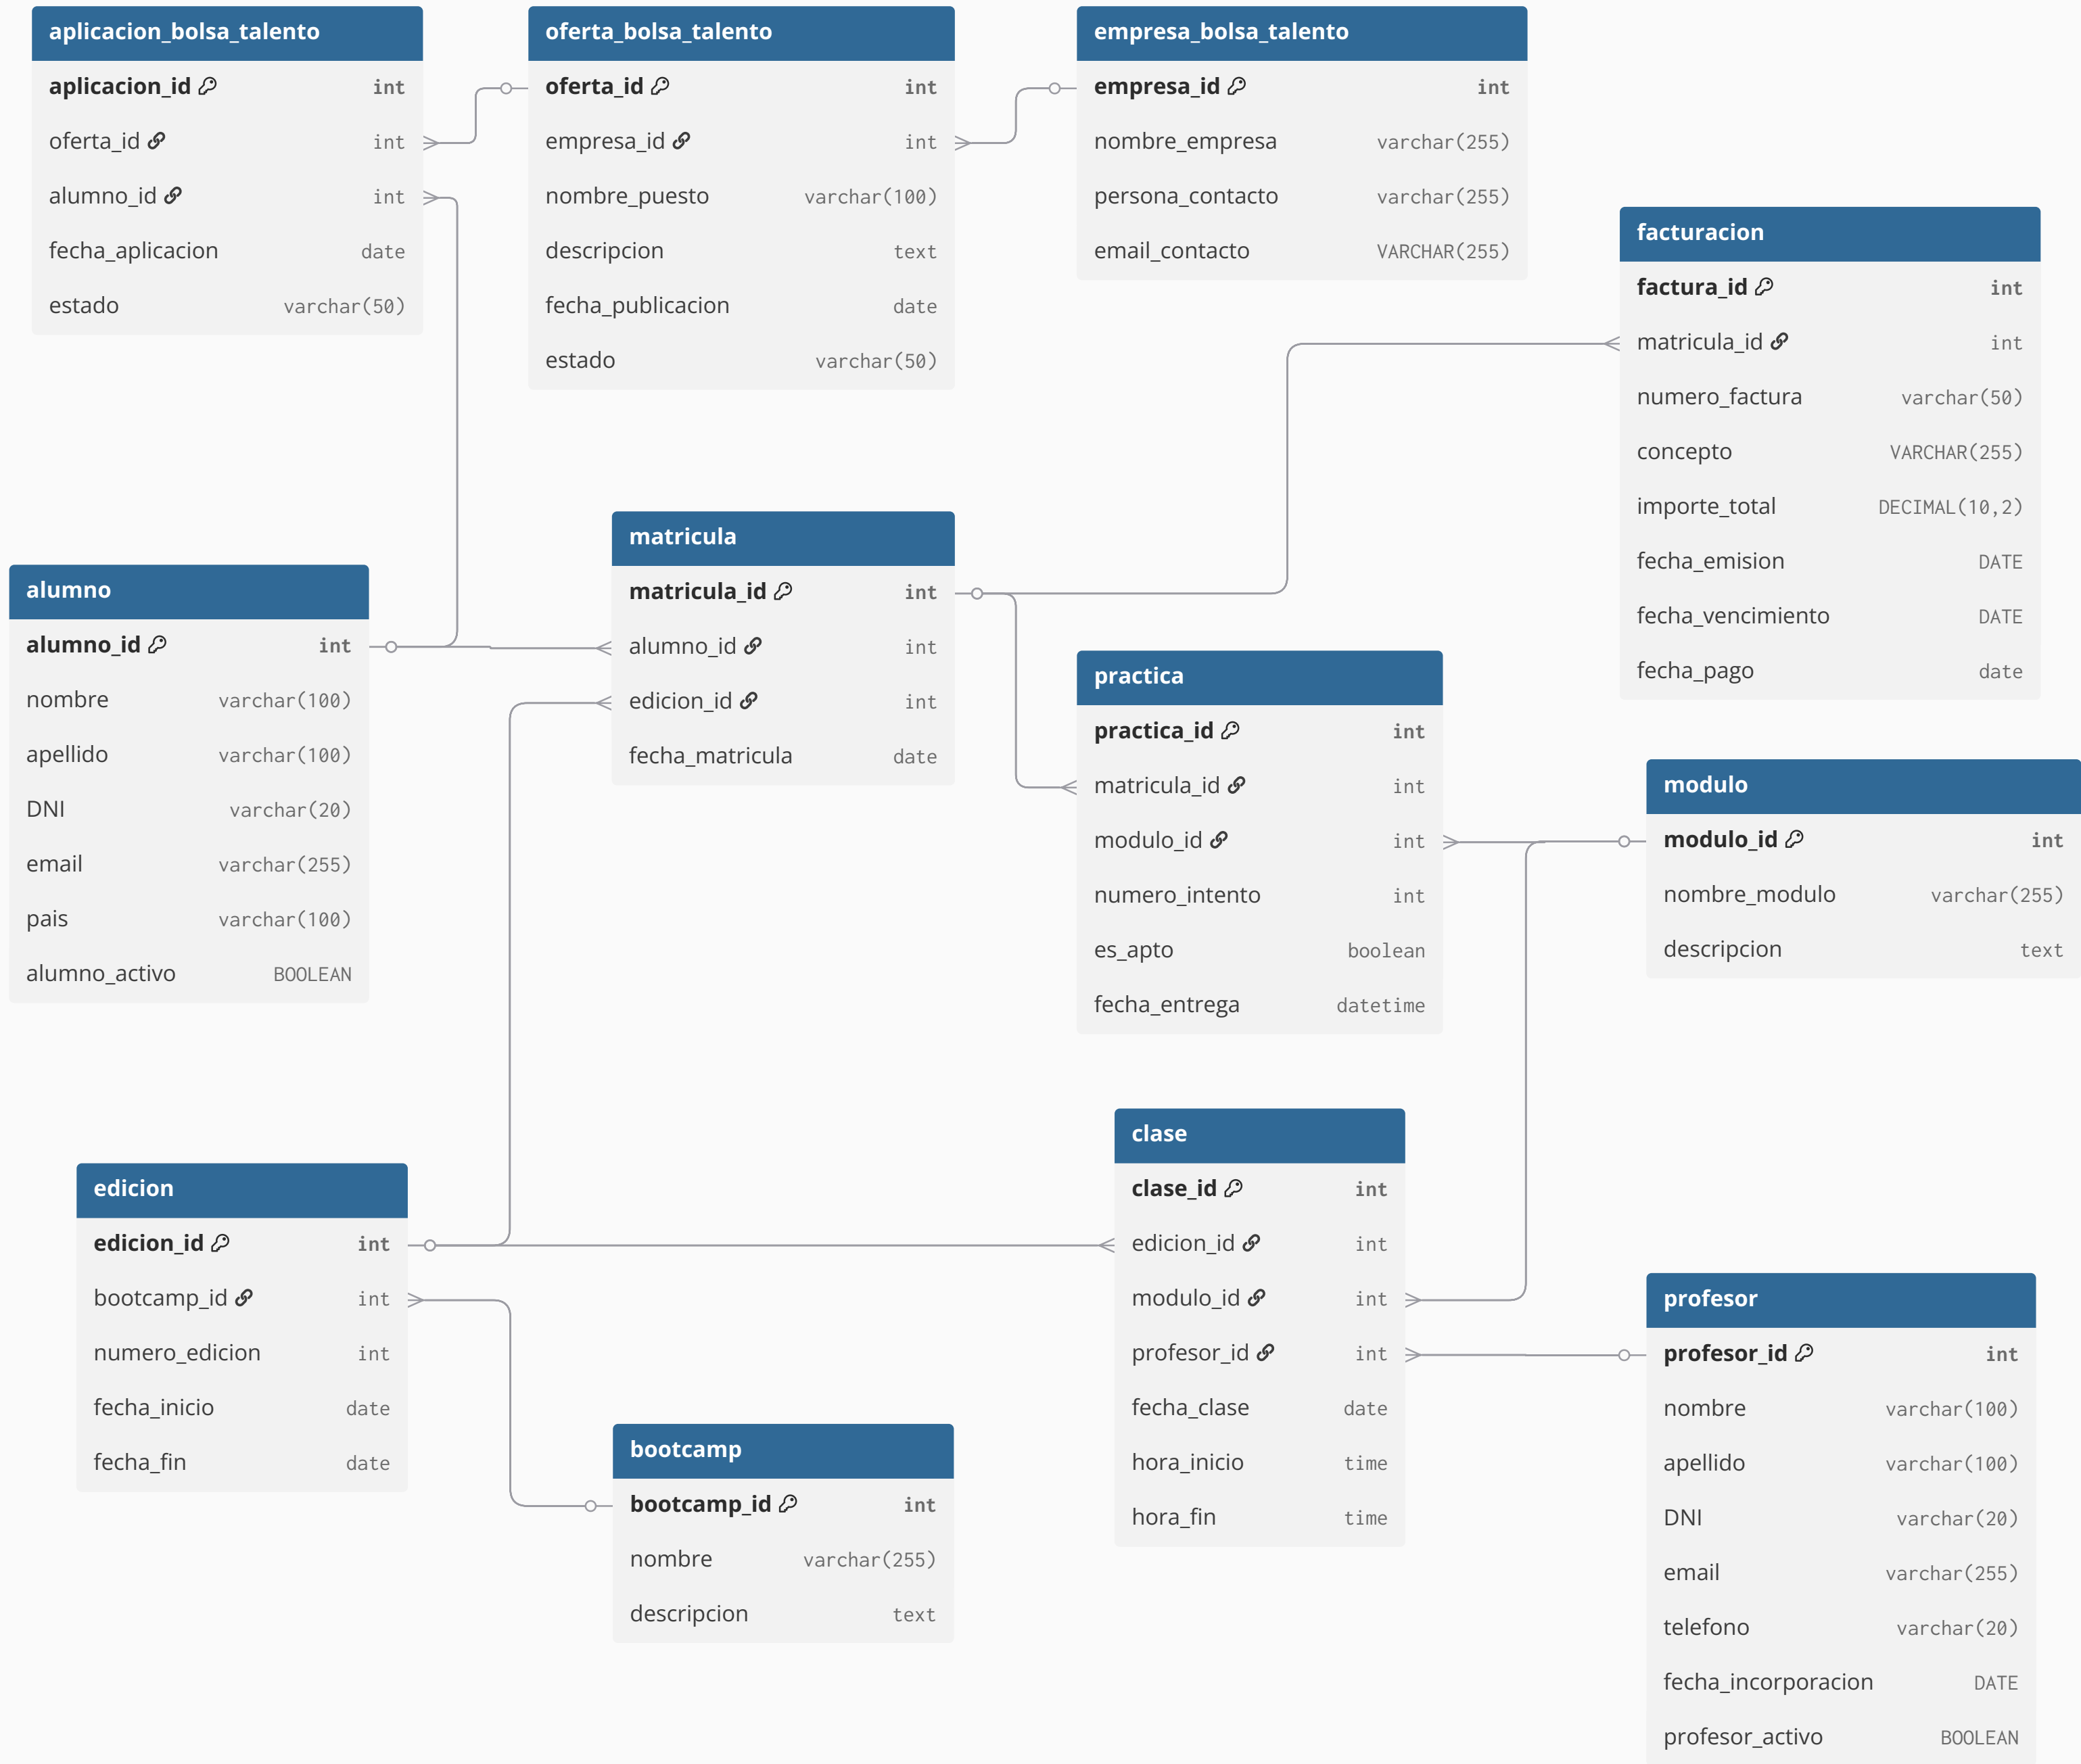 aplicacion_bolsa_talento
aplicacion_id int
oferta_id int
alumno_id int
fecha_aplicacion date
estado varchar(50)
oferta_bolsa_talento
oferta_id int
empresa_id int
nombre_puesto varchar(100)
descripcion text
fecha_publicacion date
estado varchar(50)
empresa_bolsa_talento
empresa_id int
nombre_empresa varchar(255)
persona_contacto varchar(255)
email_contacto VARCHAR(255)
facturacion
factura_id int
matricula_id int
numero_factura varchar(50)
concepto VARCHAR(255)
importe_total DECIMAL(10,2)
fecha_emision DATE
fecha_vencimiento DATE
fecha_pago date
matricula
matricula_id int
alumno_id int
edicion_id int
fecha_matricula date
alumno
alumno_id int
nombre varchar(100)
apellido varchar(100)
DNI varchar(20)
email varchar(255)
pais varchar(100)
alumno_activo BOOLEAN
practica
practica_id int
matricula_id int
modulo_id int
numero_intento int
es_apto boolean
fecha_entrega datetime
modulo
modulo_id int
nombre_modulo varchar(255)
descripcion text
clase
clase_id int
edicion_id int
modulo_id int
profesor_id int
fecha_clase date
hora_inicio time
hora_fin time
edicion
edicion_id int
bootcamp_id int
numero_edicion int
fecha_inicio date
fecha_fin date
bootcamp
bootcamp_id int
nombre varchar(255)
descripcion text
profesor
profesor_id int
nombre varchar(100)
apellido varchar(100)
DNI varchar(20)
email varchar(255)
telefono varchar(20)
fecha_incorporacion DATE
profesor_activo BOOLEAN